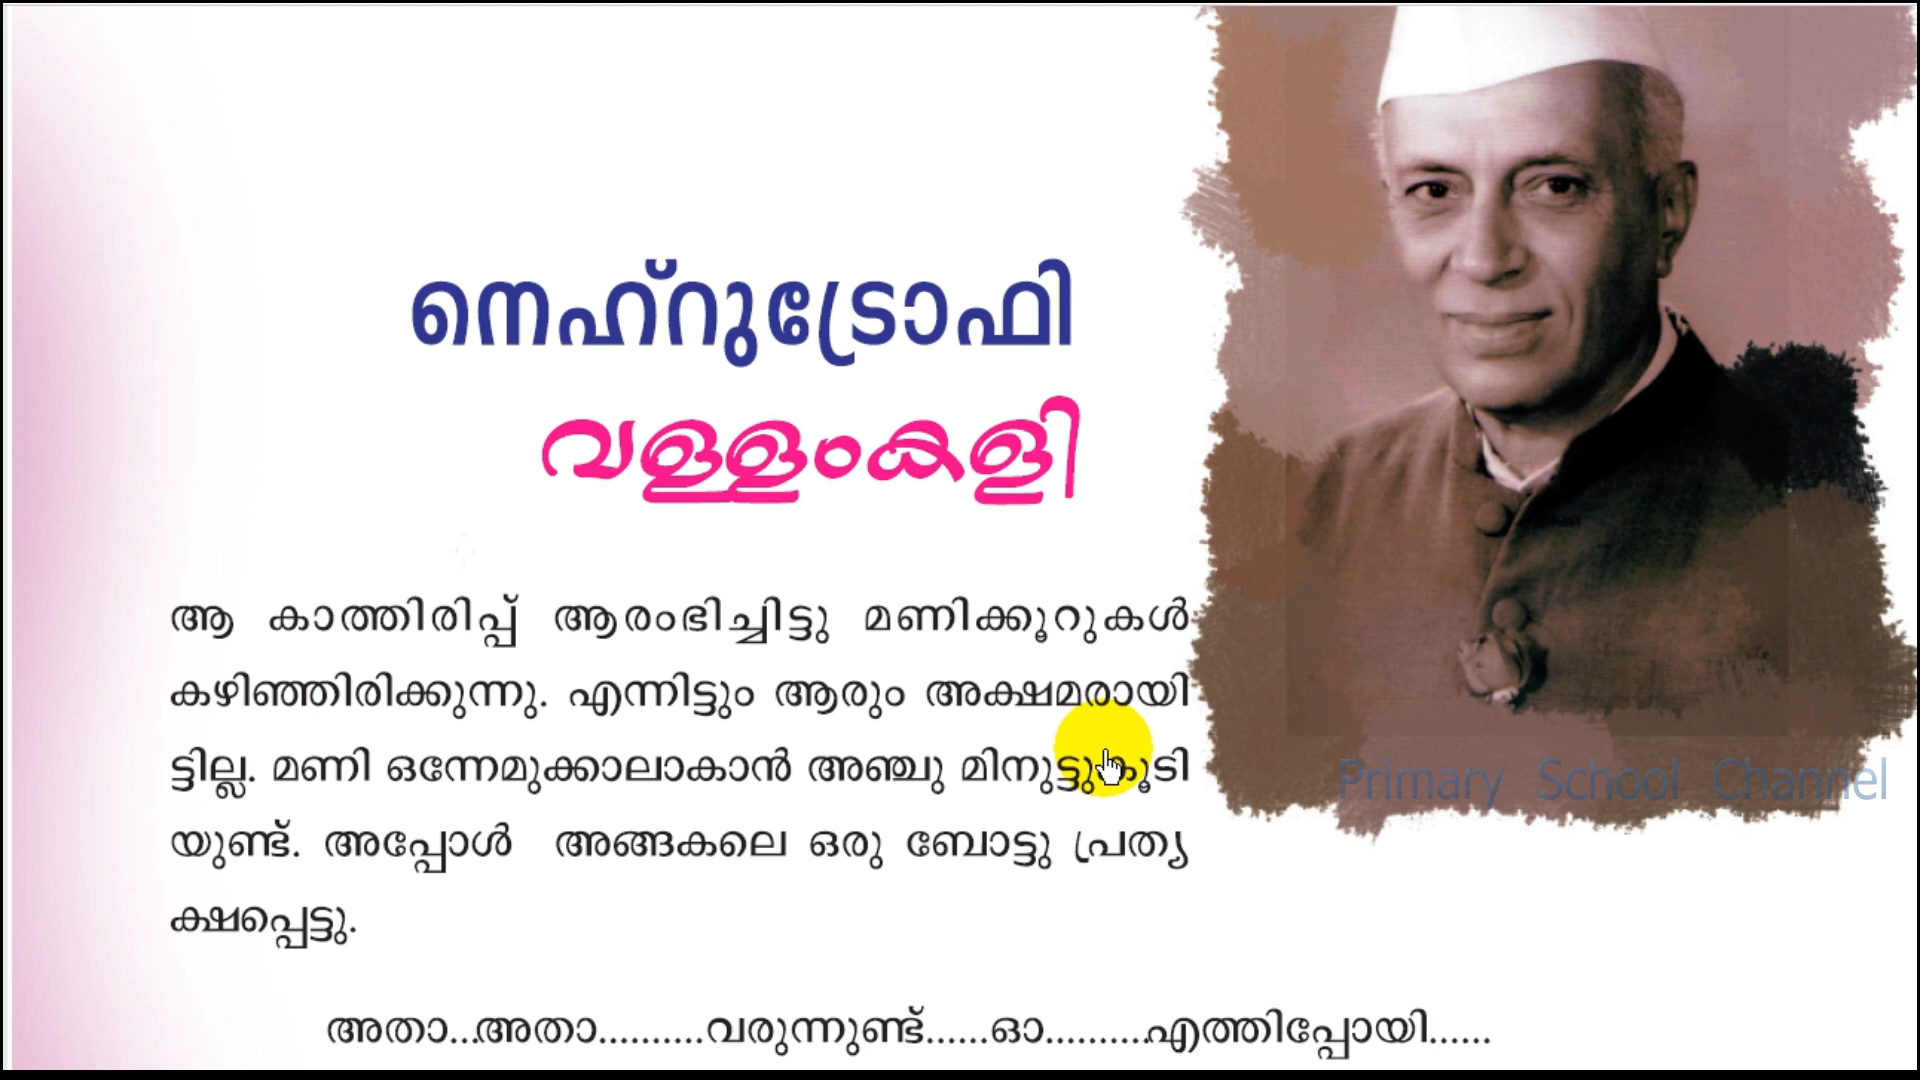 നെഹ്റുട്രോഫി
വള്ളംകളി
ആ കാത്തിരിപ്പ് ആരംഭിച്ചിട്ടു മണിക്കൂറുകൾ
കഴിഞ്ഞിരിക്കുന്നു. എന്നിട്ടും ആരും അക്ഷമരായി
ട്ടില്ല. മണി ഒന്നേമുക്കാലാകാൻ അഞ്ചു മിനുട്ടുകൂടി
യുണ്ട്. അപ്പോൾ അങ്ങകലെ ഒരു ബോട്ടു പ്രത്യ
ക്ഷപ്പെട്ടു.
Primary School Channel
അതാ...അതാ..........വരുന്നുണ്ട്......ഓ..........എത്തിപ്പോയി......